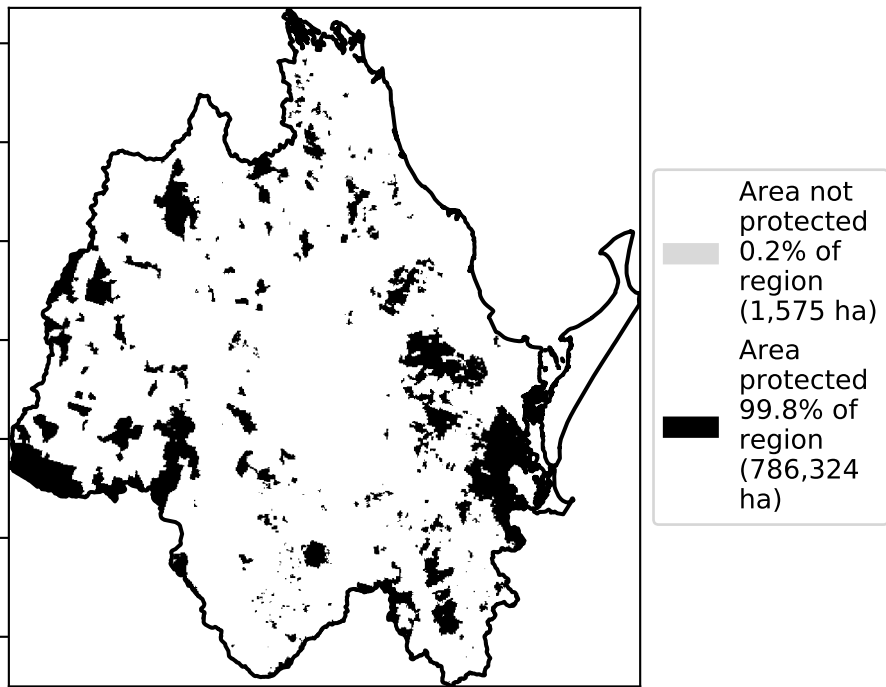 Area not
protected
0.2% of
region
(1,575 ha)
Area
protected
99.8% of
region
(786,324
ha)